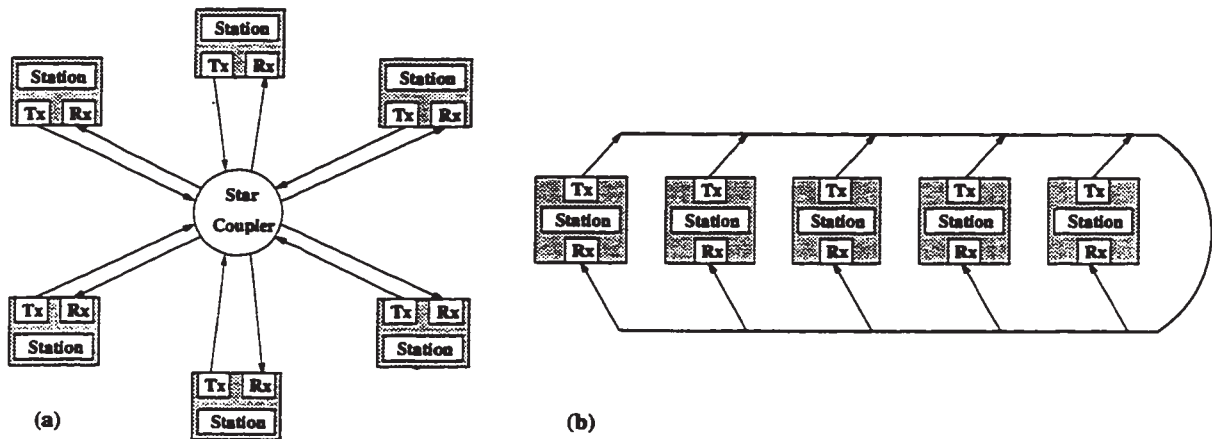 Station
Tx Rx
Station
Tx Rx
Station
Tx Rx
Star
Coupler
Tx Rx
Station
Tx Rx
Station
Tx Rx
Station
(a)
Tx Tx Tx Tx Tx
Station Station Station Station Station
Rx Rx Rx Rx Rx
(b)